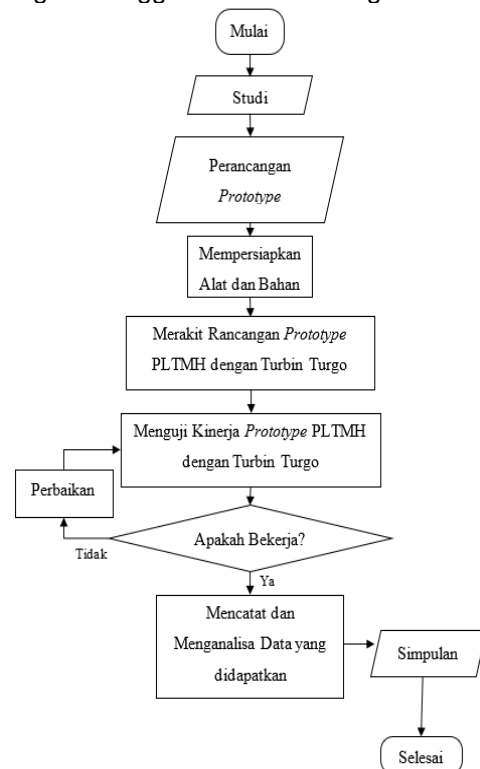 Mulai
Studi
Perancangan
Prototype
Mempersiapkan
Alat dan Bahan
Merakit Rancangan Prototype
PLTMH dengan Turbin Turgo
Menguji Kinerja Prototype PLTMH
dengan Turbin Turgo
Perbaikan
Apakah Bekerja?
Tidak
Ya
Mencatat dan
Menganalisa Data yang
didapatkan
Simpulan
Selesai